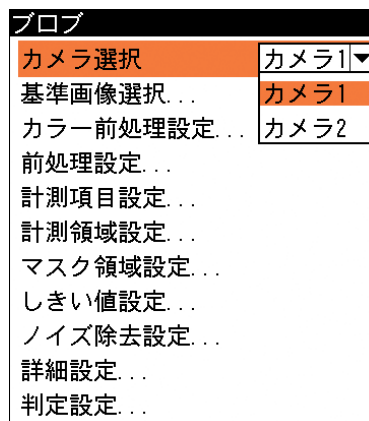 ブロブ
カメラ選択 カメラ1
基準画像選択... カメラ1
カラー前処理設定... カメラ2
前処理設定...
計測項目設定...
計測領域設定...
マスク領域設定...
しきい値設定...
ノイズ除去設定...
詳細設定...
判定設定...